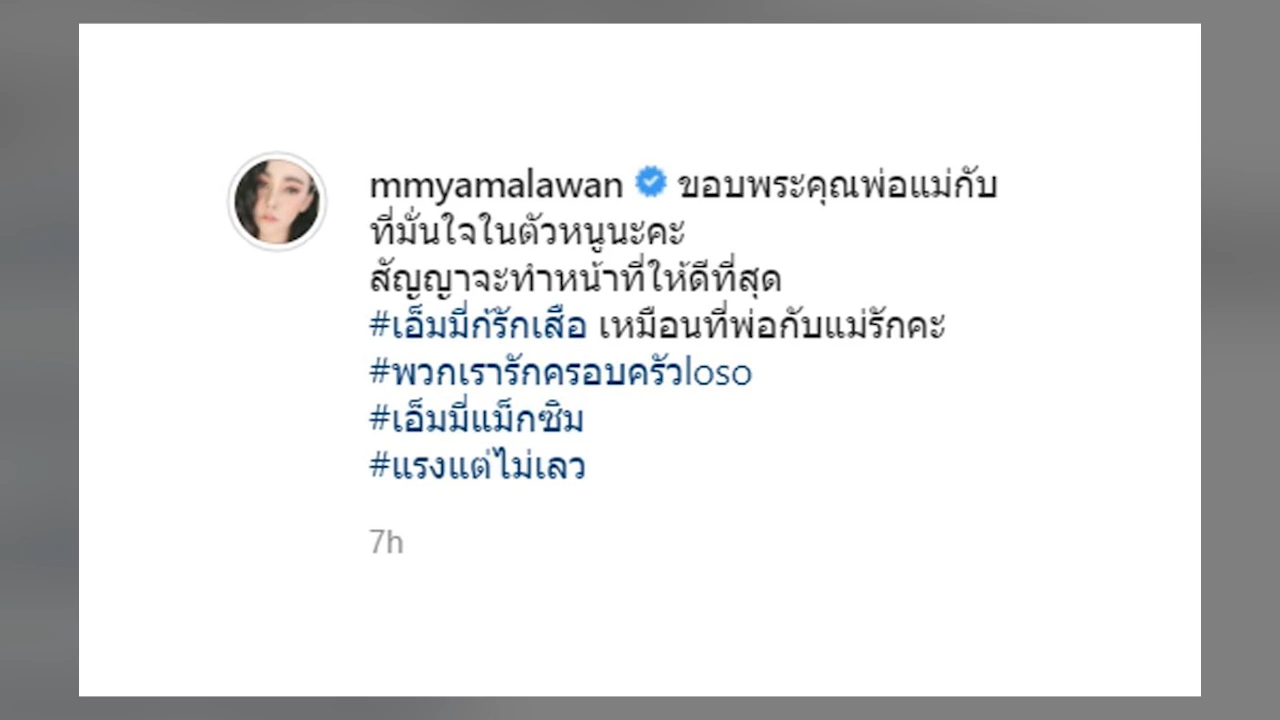 mmyamalawan ขอบพระคุณพ่อแม่กับ
ที่มั่นใจในตัวหนูนะคะ
สัญญาจะทำหน้าที่ให้ดีที่สุด
#เอ็มมี่ก้รักเสือ เหมือนที่พ่อกับแม่รักคะ
#พวกเรารักครอบครัวloso
#เอ็มมี่แม็กซิม
#แรงแต่ไม่เลว
7h